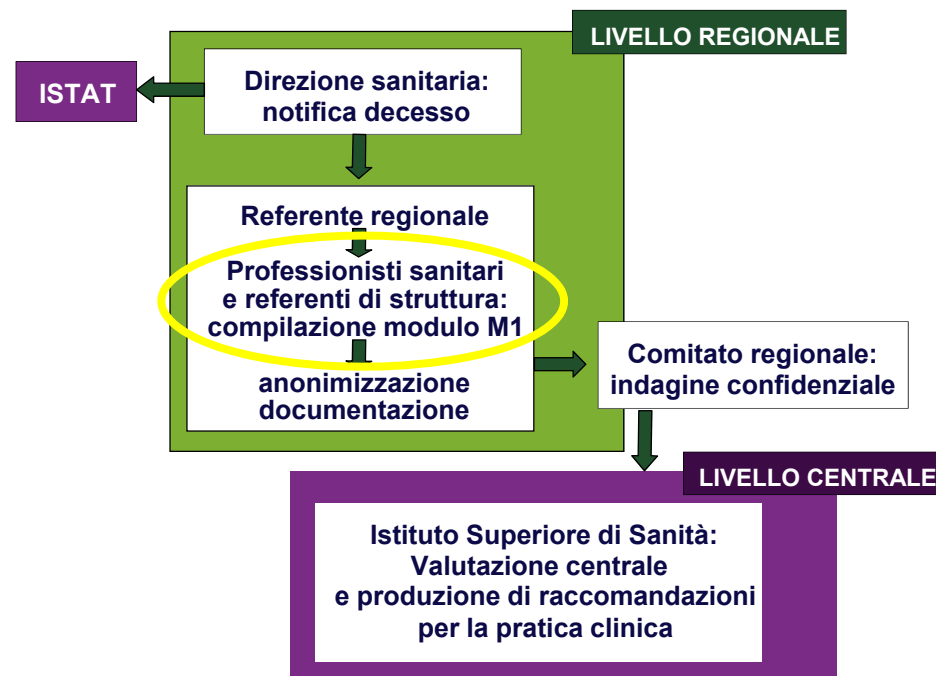 LIVELLO REGIONALE
ISTAT
Direzione sanitaria:
notifica decesso
Referente regionale
Professionisti sanitari
e referenti di struttura:
compilazione modulo M1
anonimizzazione
documentazione
Comitato regionale:
indagine confidenziale
LIVELLO CENTRALE
Istituto Superiore di Sanità:
Valutazione centrale
e produzione di raccomandazioni
per la pratica clinica